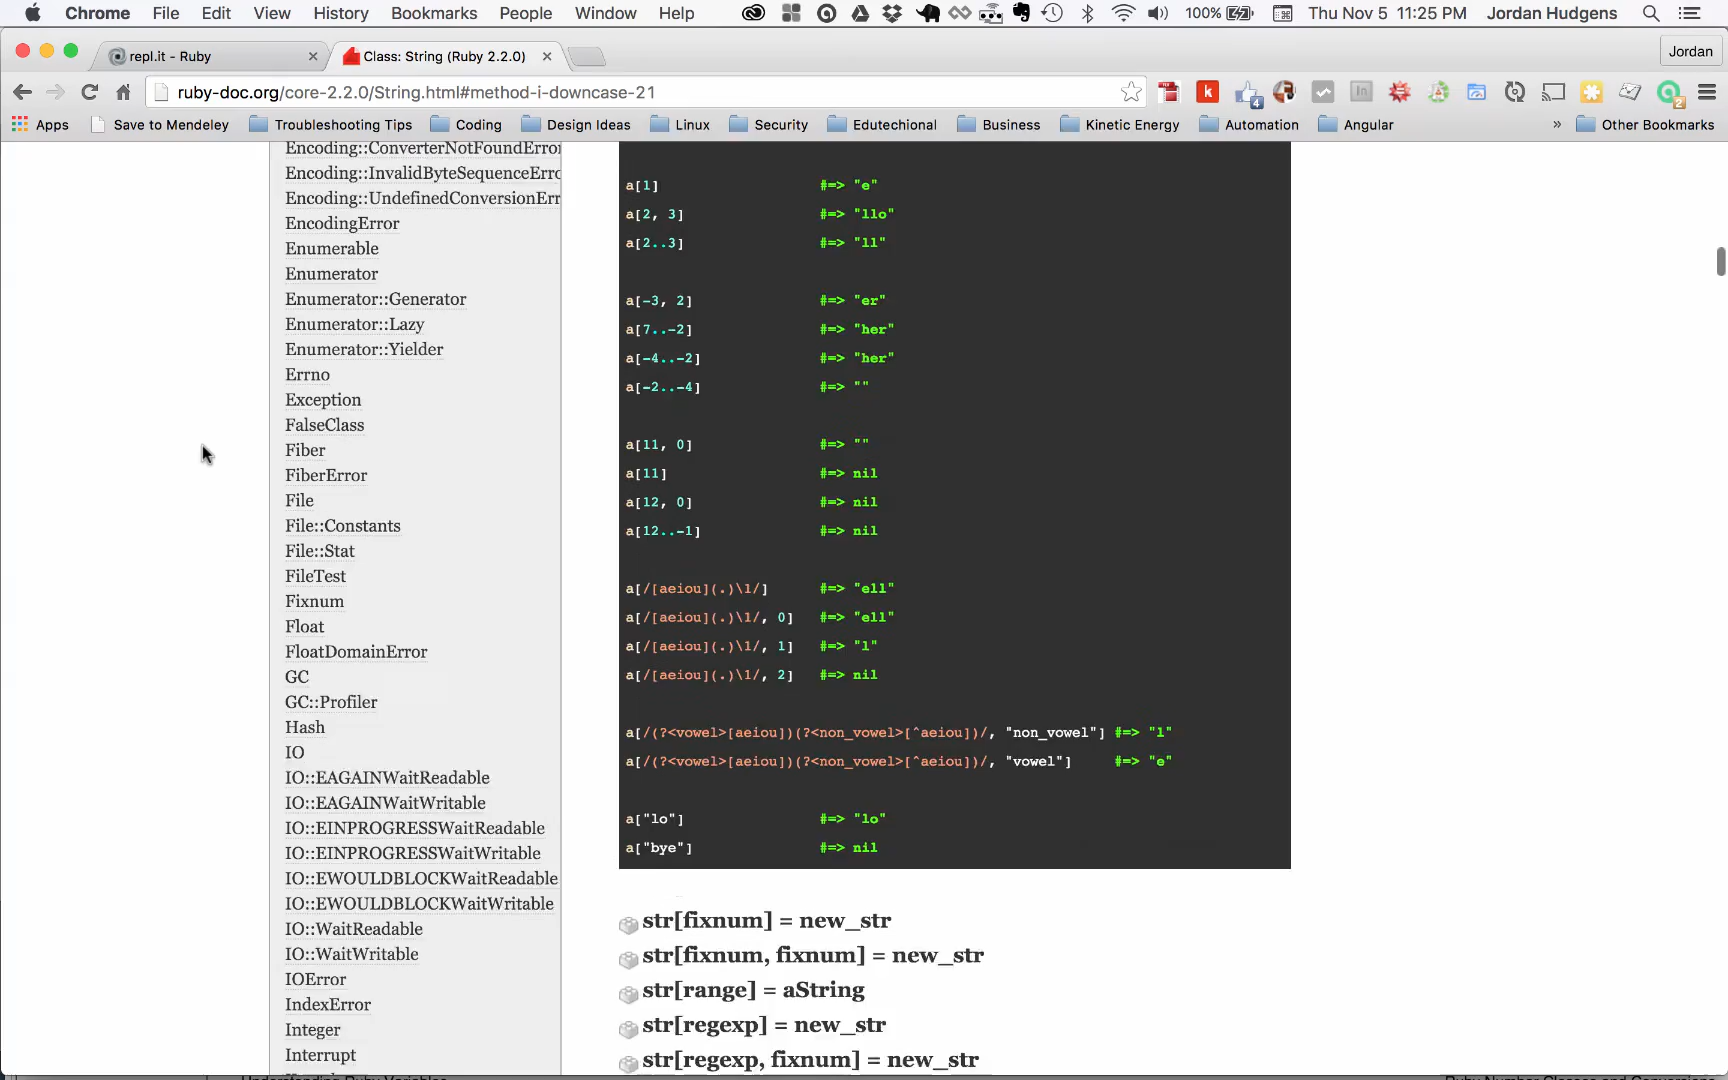 Chrome File Edit View History Bookmarks People Window Help 100% Thu Nov 5 11:25 PM Jordan Hudgens
repl.it - Ruby Class: String (Ruby 2.2.0) Jordan
ruby-doc.org/core-2.2.0/String.html#method-i-downcase-21
Apps Save to Mendeley Troubleshooting Tips Coding Design Ideas Linux Security Edutechional Business Kinetic Energy Automation Angular » Other Bookmarks
Encoding::ConverterNotFoundError
Encoding::InvalidByteSequenceErro
Encoding::UndefinedConversionErr
EncodingError
Enumerable
Enumerator
Enumerator::Generator
Enumerator::Lazy
Enumerator::Yielder
Errno
Exception
FalseClass
Fiber
FiberError
File
File::Constants
File::Stat
FileTest
Fixnum
Float
FloatDomainError
GC
GC::Profiler
Hash
IO
IO::EAGAINWaitReadable
IO::EAGAINWaitWritable
IO::EINPROGRESSWaitReadable
IO::EINPROGRESSWaitWritable
IO::EWOULDBLOCKWaitReadable
IO::EWOULDBLOCKWaitWritable
IO::WaitReadable
IO::WaitWritable
IOError
IndexError
Integer
Interrupt
a[1] #=> "e"
a[2, 3] #=> "llo"
a[2..3] #=> "ll"
a[-3, 2] #=> "er"
a[7..-2] #=> "her"
a[-4..-2] #=> "her"
a[-2..-4] #=> ""
a[11, 0] #=> ""
a[11] #=> nil
a[12, 0] #=> nil
a[12..-1] #=> nil
a[/[aeiou](.)\1/] #=> "ell"
a[/[aeiou](.)\1/, 0] #=> "ell"
a[/[aeiou](.)\1/, 1] #=> "l"
a[/[aeiou](.)\1/, 2] #=> nil
a[/(?<vowel>[aeiou])(?<non_vowel>[^aeiou])/, "non_vowel"] #=> "l"
a[/(?<vowel>[aeiou])(?<non_vowel>[^aeiou])/, "vowel"] #=> "e"
a["lo"] #=> "lo"
a["bye"] #=> nil
str[fixnum] = new_str
str[fixnum, fixnum] = new_str
str[range] = aString
str[regexp] = new_str
str[regexp, fixnum] = new_str